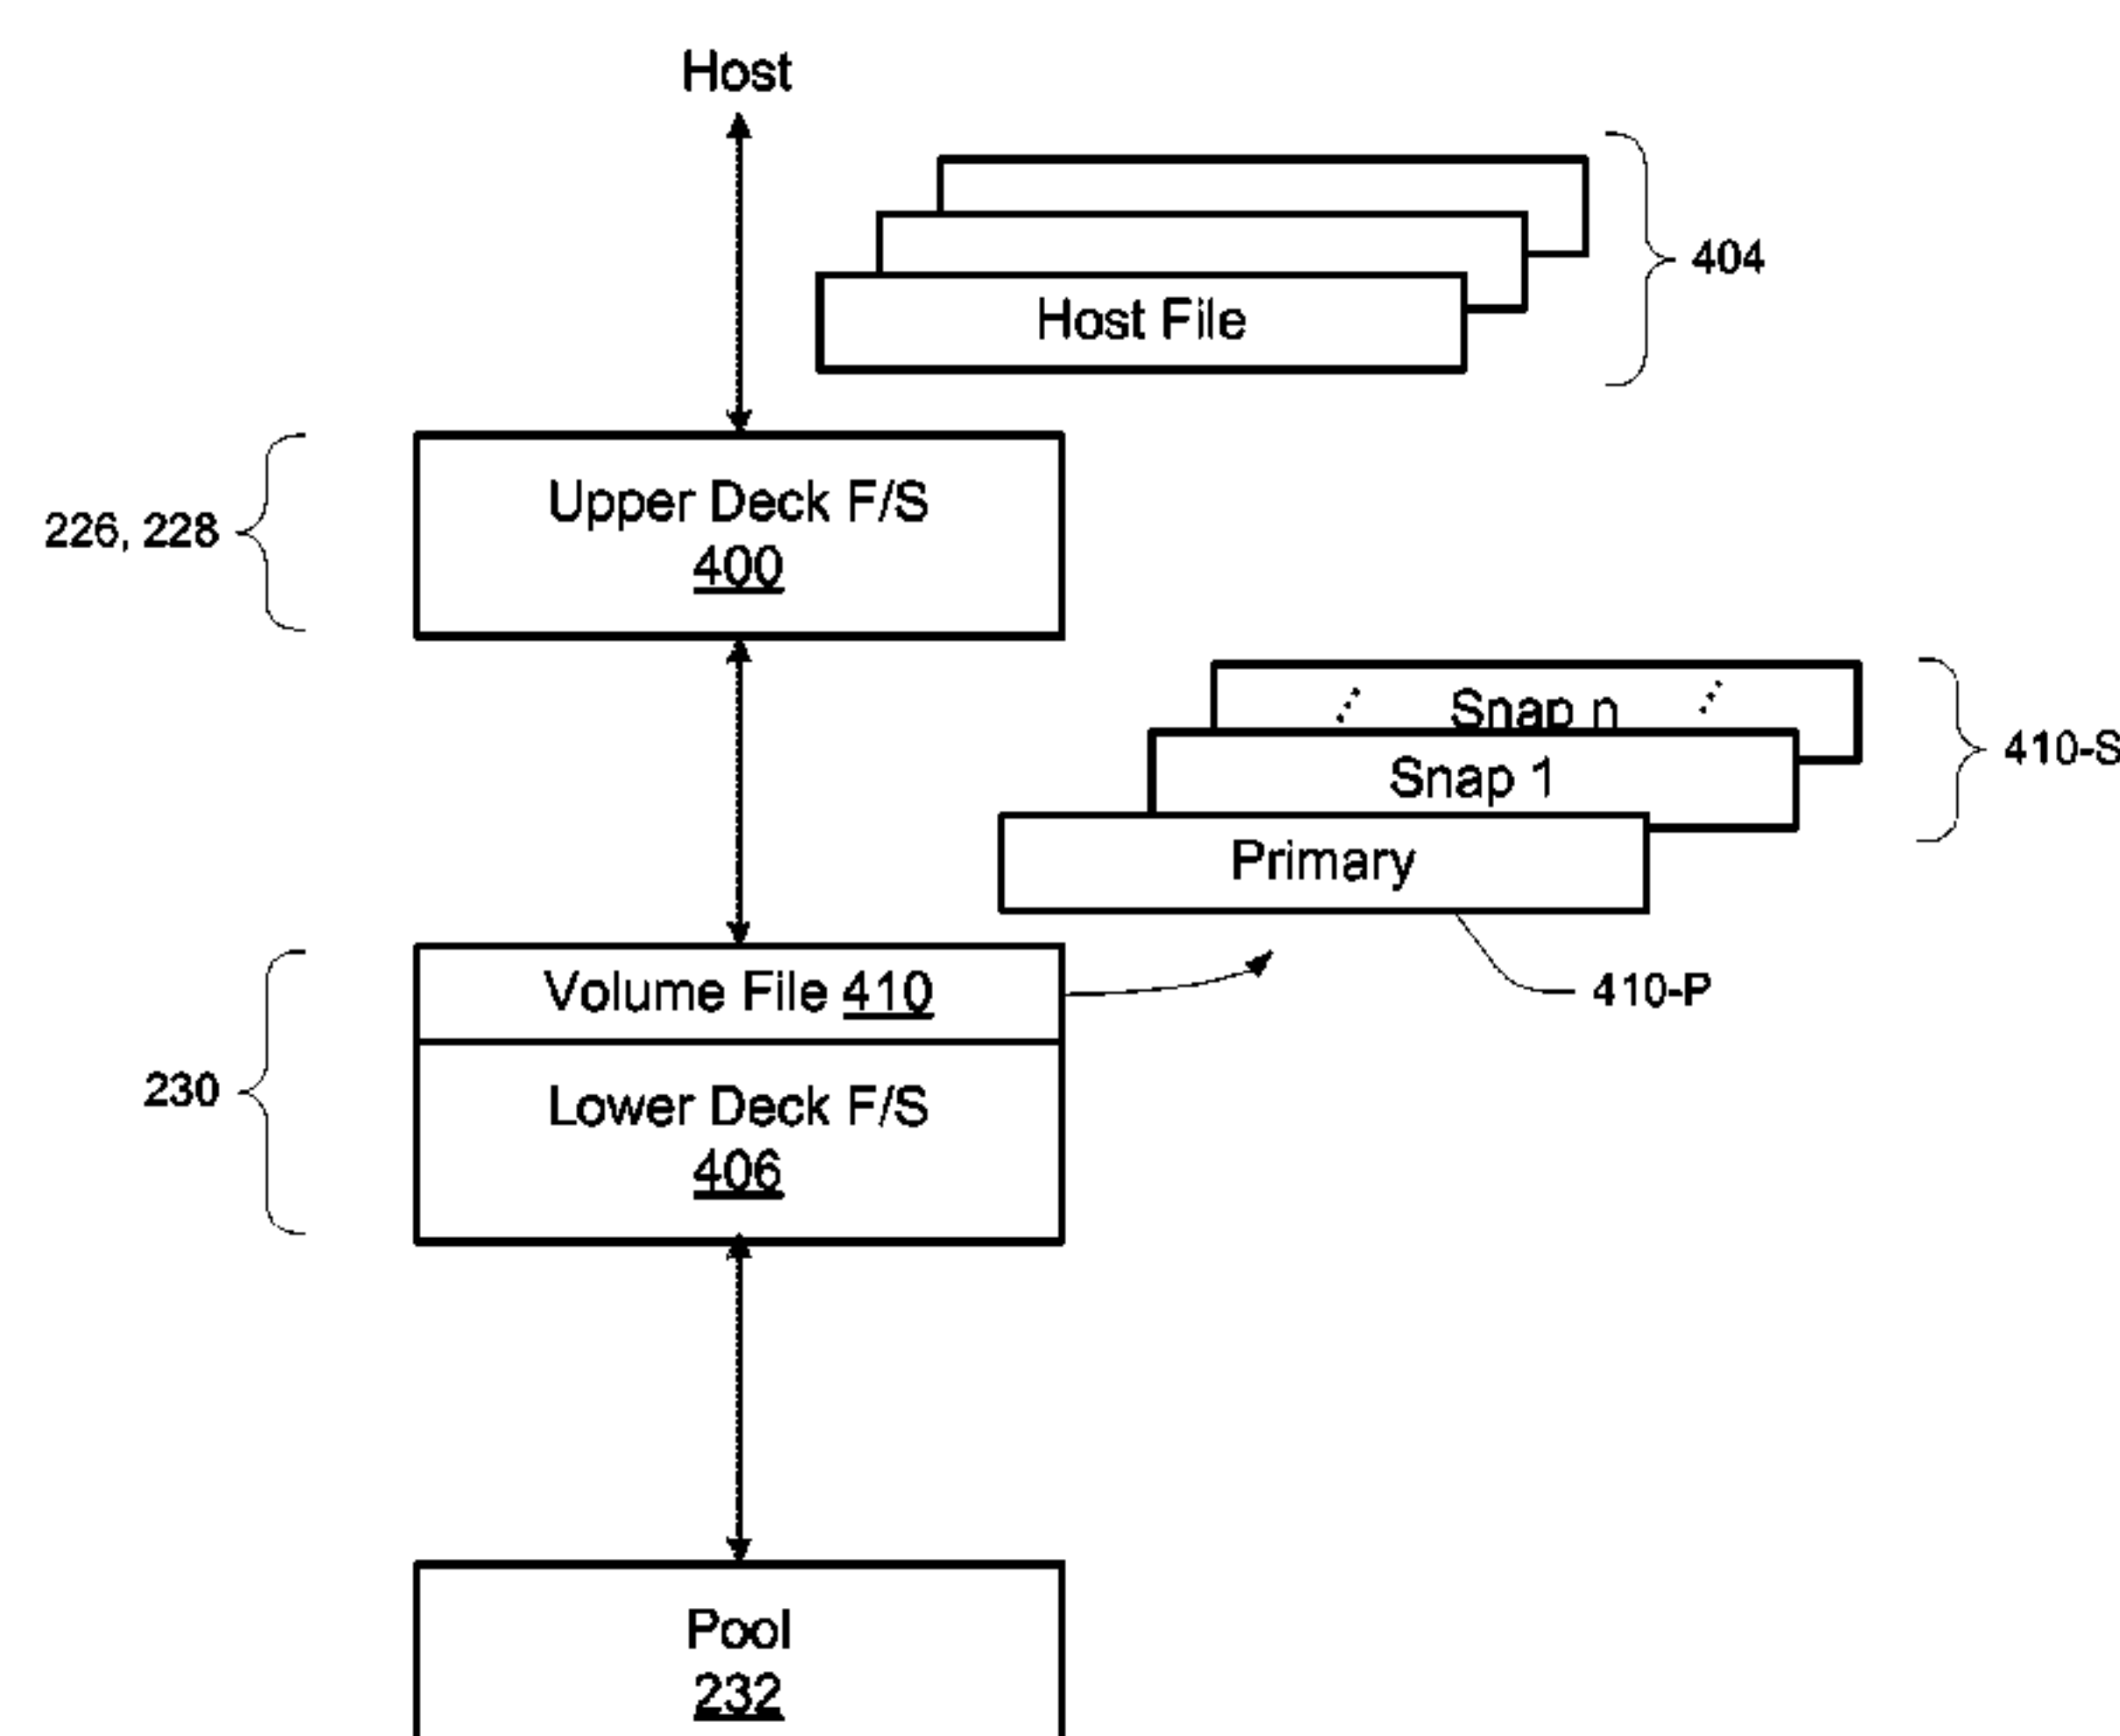 Host
404
Host File
Upper Deck F/S
400
226, 228
Snap n
Snap 1
410-S
Primary
410-P
Volume File 410
230
Lower Deck F/S
406
Pool
232